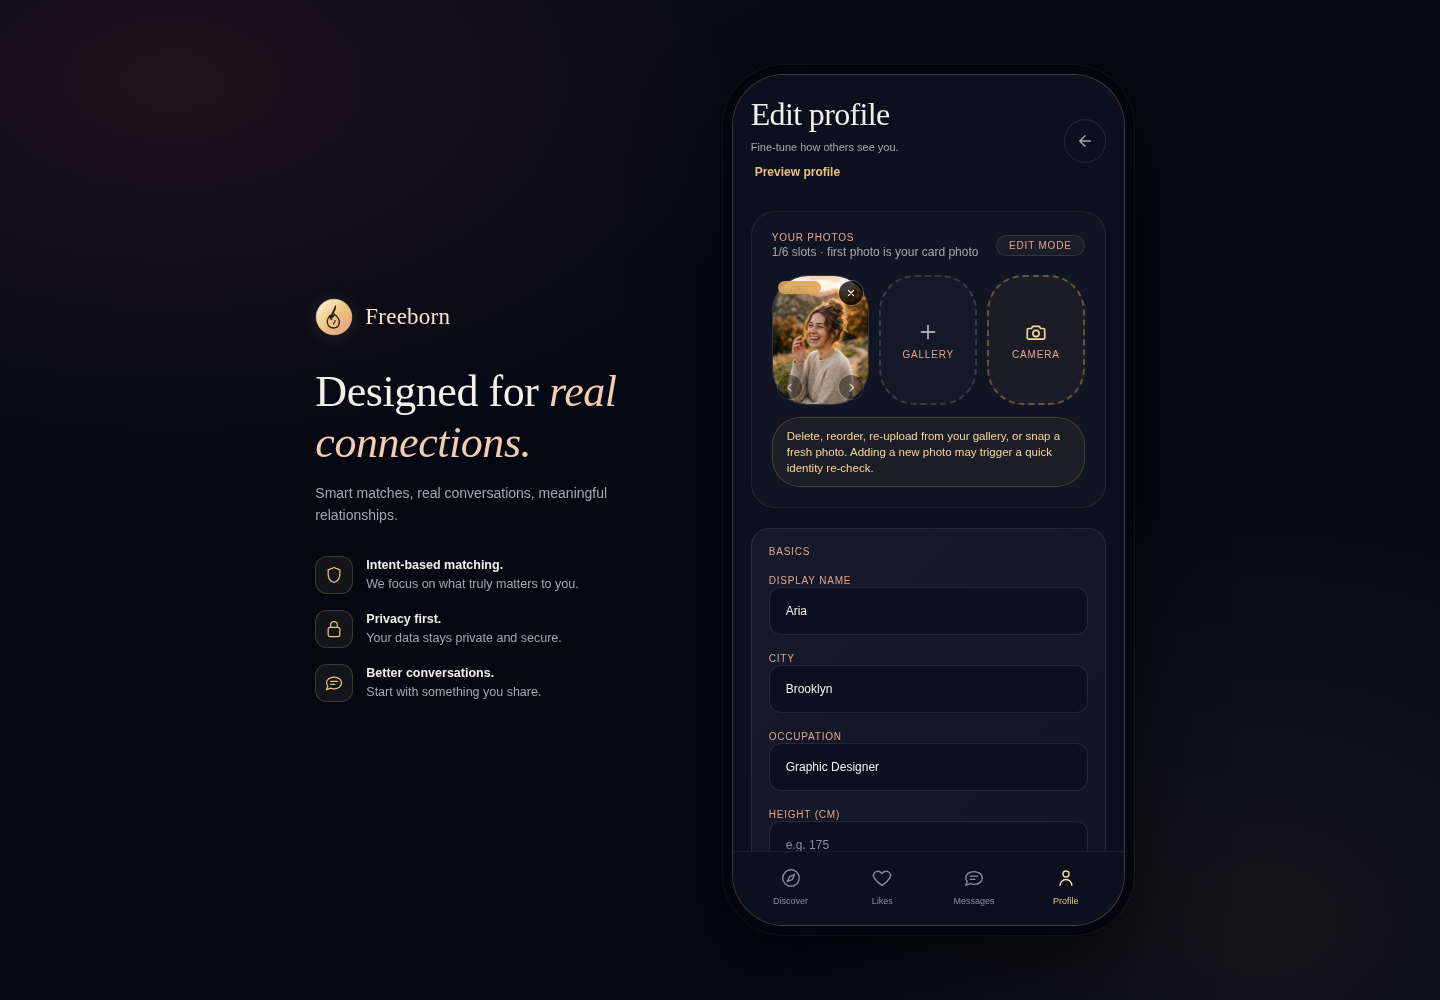 Freeborn
Designed for real
connections.
Smart matches, real conversations, meaningful
relationships.
Intent-based matching.
We focus on what truly matters to you.
Privacy first.
Your data stays private and secure.
Better conversations.
Start with something you share.
Edit profile
Fine-tune how others see you.
Preview profile
YOUR PHOTOS
1/6 slots · first photo is your card photo
EDIT MODE
GALLERY
CAMERA
Delete, reorder, re-upload from your gallery, or snap a
fresh photo. Adding a new photo may trigger a quick
identity re-check.
BASICS
DISPLAY NAME
Aria
CITY
Brooklyn
OCCUPATION
Graphic Designer
HEIGHT (CM)
e.g. 175
Discover
Likes
Messages
Profile